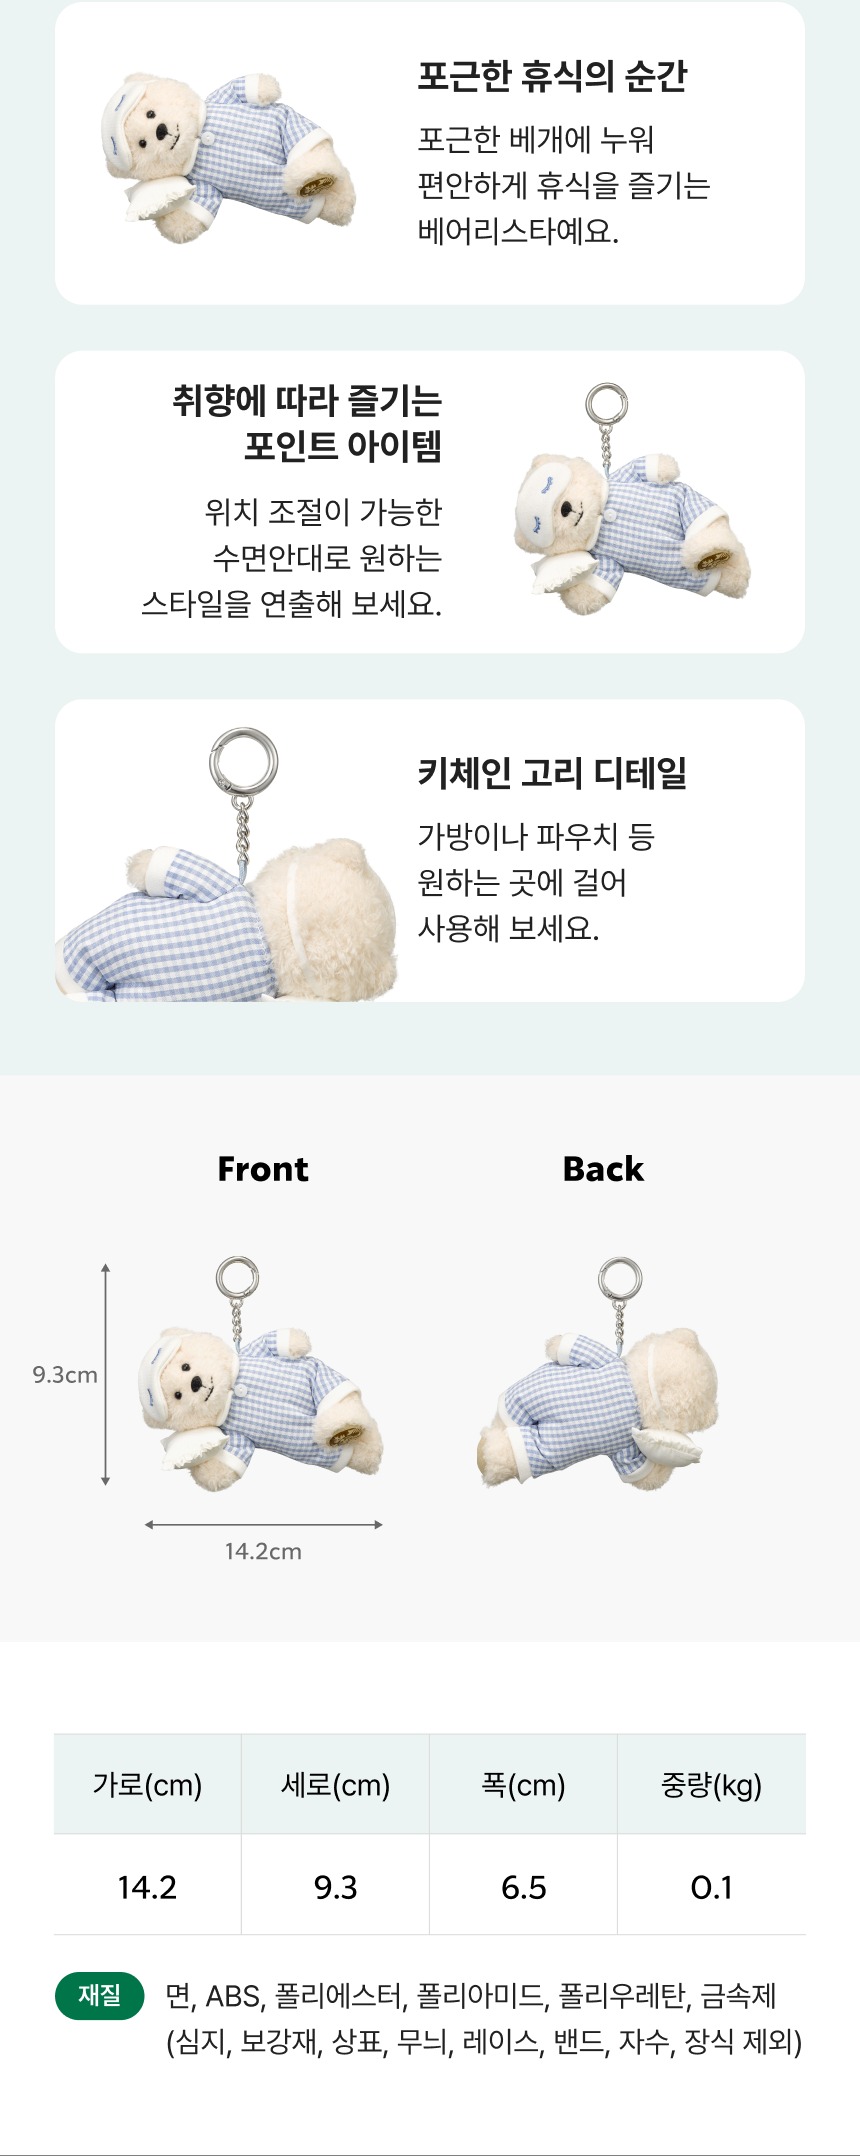 포근한 휴식의 순간
포근한 베개에 누워
편안하게 휴식을 즐기는
베어리스타예요.
취향에 따라 즐기는
포인트 아이템
위치 조절이 가능한
수면안대로 원하는
스타일을 연출해 보세요.
키체인 고리 디테일
가방이나 파우치 등
원하는 곳에 걸어
사용해 보세요.
Front
Back
9.3cm
14.2cm
가로(cm) 세로(cm) 폭(cm) 중량(kg)
14.2 9.3 6.5 0.1
재질 면, ABS, 폴리에스터, 폴리아미드, 폴리우레탄, 금속제
(심지, 보강재, 상표, 무늬, 레이스, 밴드, 자수, 장식 제외)